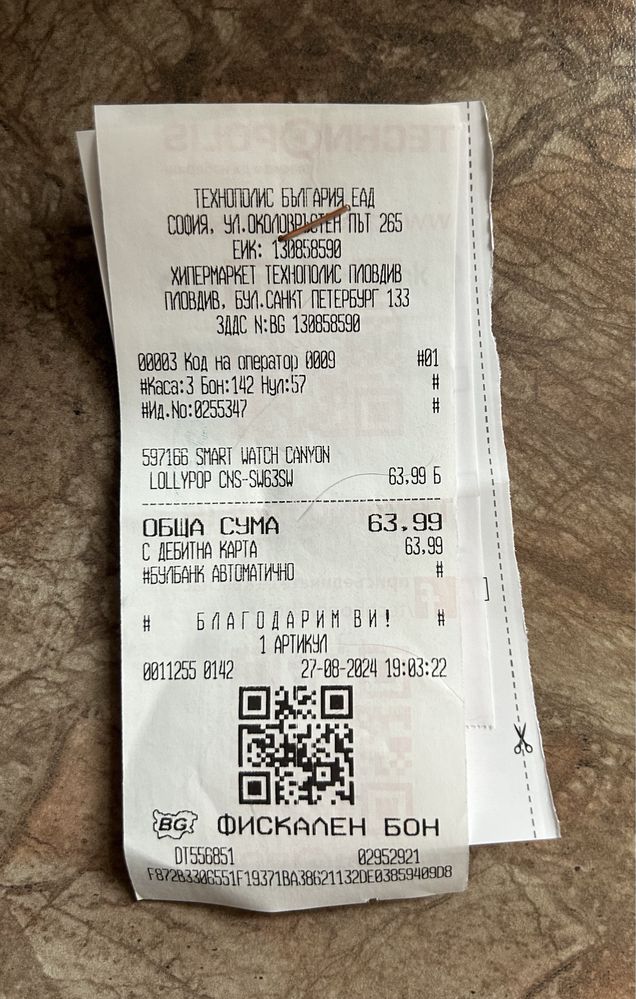 ТЕХНОПОЛИС БЪЛГАРИЯ ЕАД
СОФИЯ, УЛ.ОКОЛОВРЪСТЕН ПЪТ 265
ЕИК: 130858590
ХИПЕРМАРКЕТ ТЕХНОПОЛИС ПЛОВДИВ
ПЛОВДИВ, БУЛ.САНКТ ПЕТЕРБУРГ 133
ЗДДС N:BG 130858590
00003 Код на оператор 0009 #01
#Каса:3 Бон:142 Нул:57 #
#Ид.No:0255347 #
597166 SMART WATCH CANYON
LOLLYPOP CNS-SW63SW 63,99 Б
ОБЩА СУМА 63,99
С ДЕБИТНА КАРТА 63,99
#БУЛБАНК АВТОМАТИЧНО #
# БЛАГОДАРИМ ВИ! #
1 АРТИКУЛ
0011255 0142 27-08-2024 19:03:22
BG ФИСКАЛЕН БОН
DT556851 02952921
F872B3306551F19371BA38621132DE03859409D8